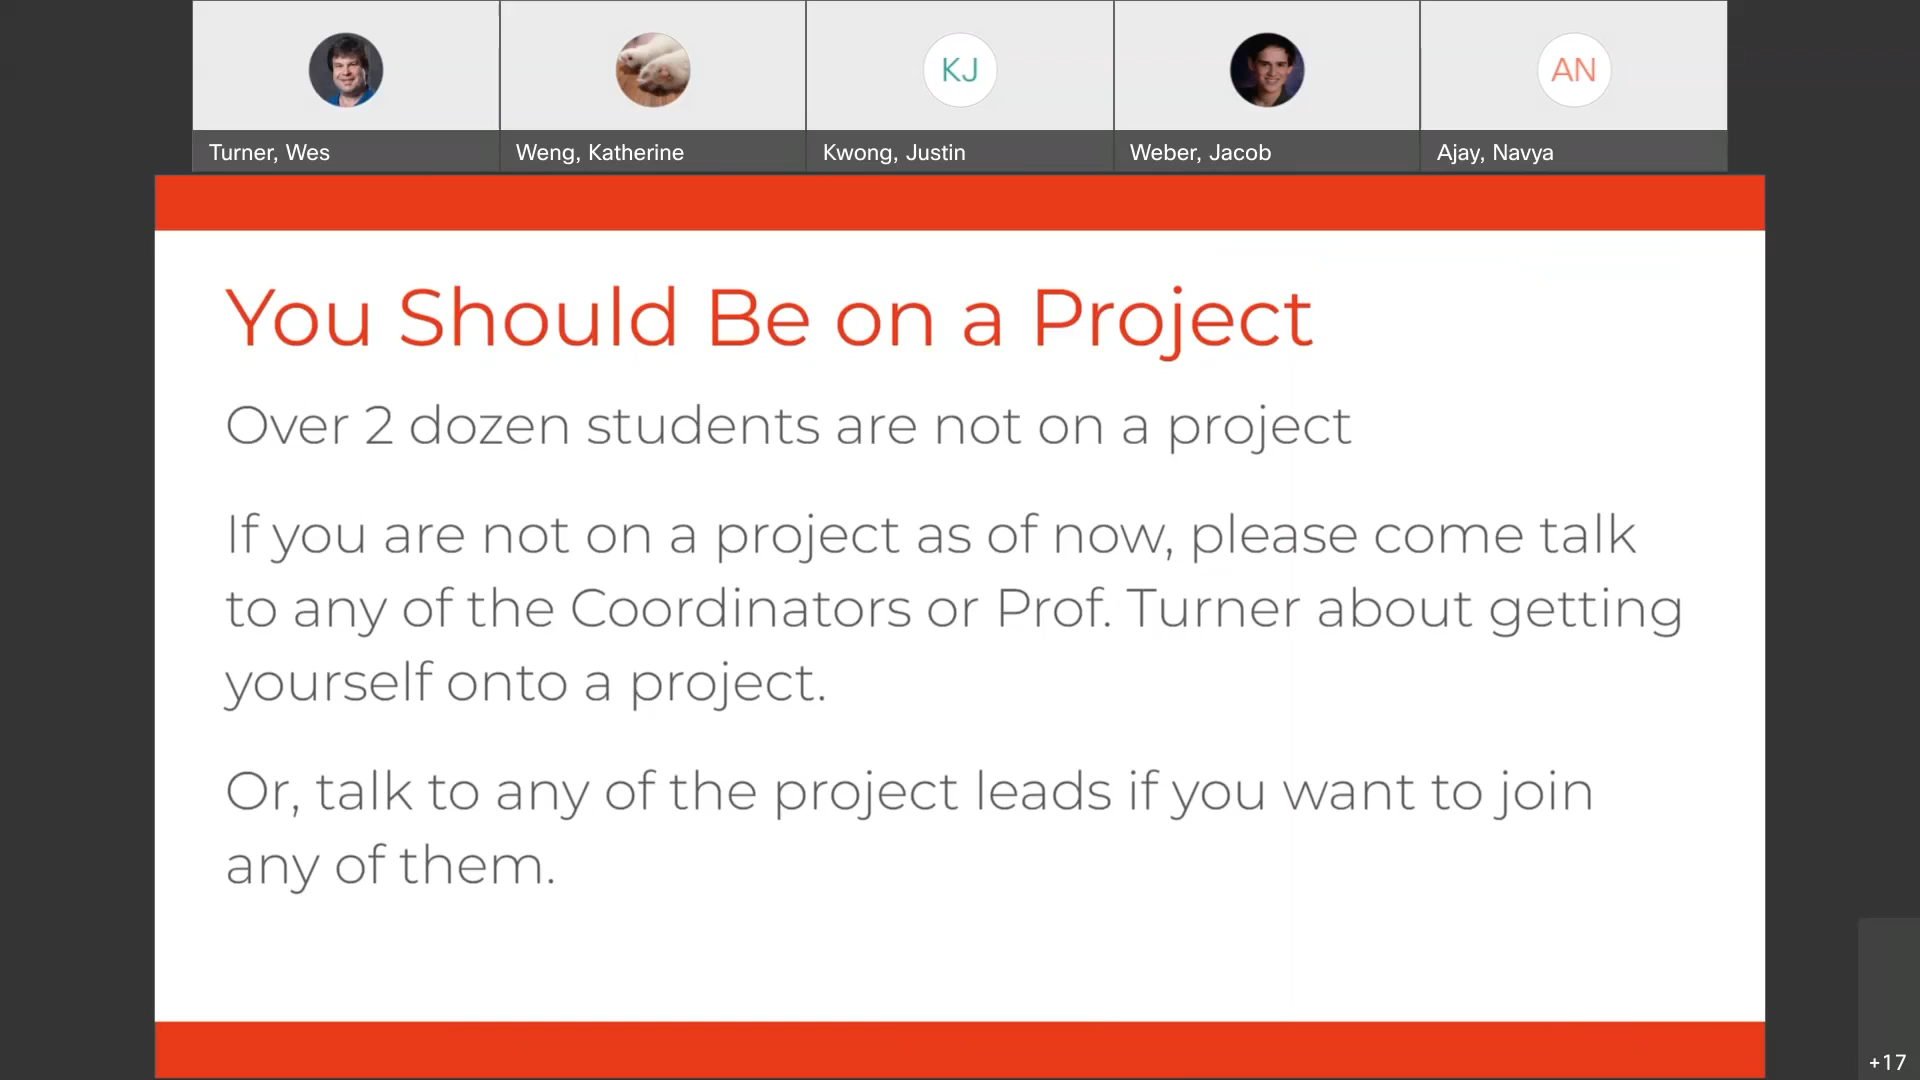 KJ
AN
Turner, Wes
Weng, Katherine
Kwong, Justin
Weber, Jacob
Ajay, Navya
You Should Be on a Project
Over 2 dozen students are not on a project
If you are not on a project as of now, please come talk
to any of the Coordinators or Prof. Turner about getting
yourself onto a project.
Or, talk to any of the project leads if you want to join
any of them.
+17